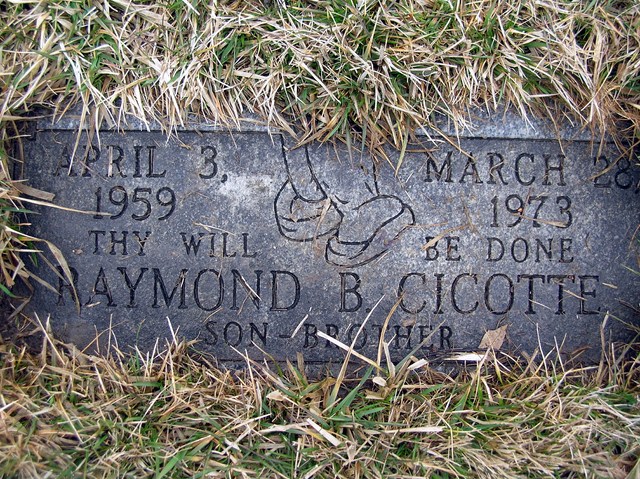 APRIL 3, MARCH 28
1959 1973
THY WILL BE DONE
RAYMOND B. CICOTTE
SON-BROTHER